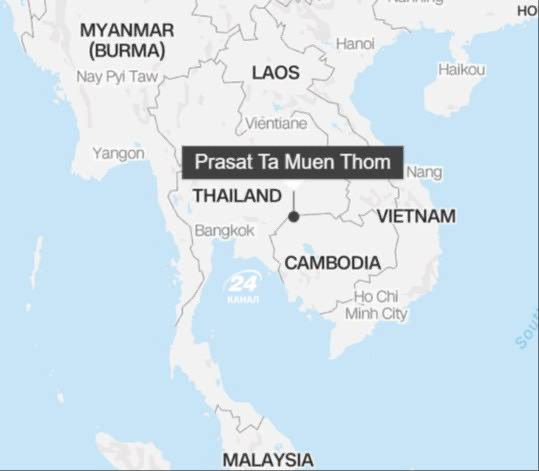 Nanning
HO
MYANMAR
(BURMA)
Hanoi
LAOS
Nay Pyi Taw
Haikou
Vientiane
Yangon
Prasat Ta Muen Thom
Nang
THAILAND
VIETNAM
Bangkok
CAMBODIA
24
КАНАЛ
Ho Chi
Minh City
South
MALAYSIA